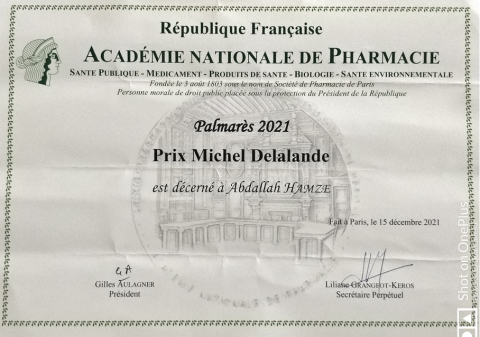 République Française
ACADÉMIE NATIONALE DE PHARMACIE
SANTE PUBLIQUE - MEDICAMENT - PRODUITS DE SANTE - BIOLOGIE - SANTE ENVIRONNEMENTALE
Fondée le 3 août 1803 sous le nom de Société de Pharmacie de Paris
Personne morale de droit public placée sous la protection du Président de la République
Palmarès 2021
Prix Michel Delalande
est décerné à Abdallah HAMZE
Fait à Paris, le 15 décembre 2021
Gilles AULAGNER
Président
Liliane GRANGEOT-KEROS
Secrétaire Perpétuel
Shot on OnePlus